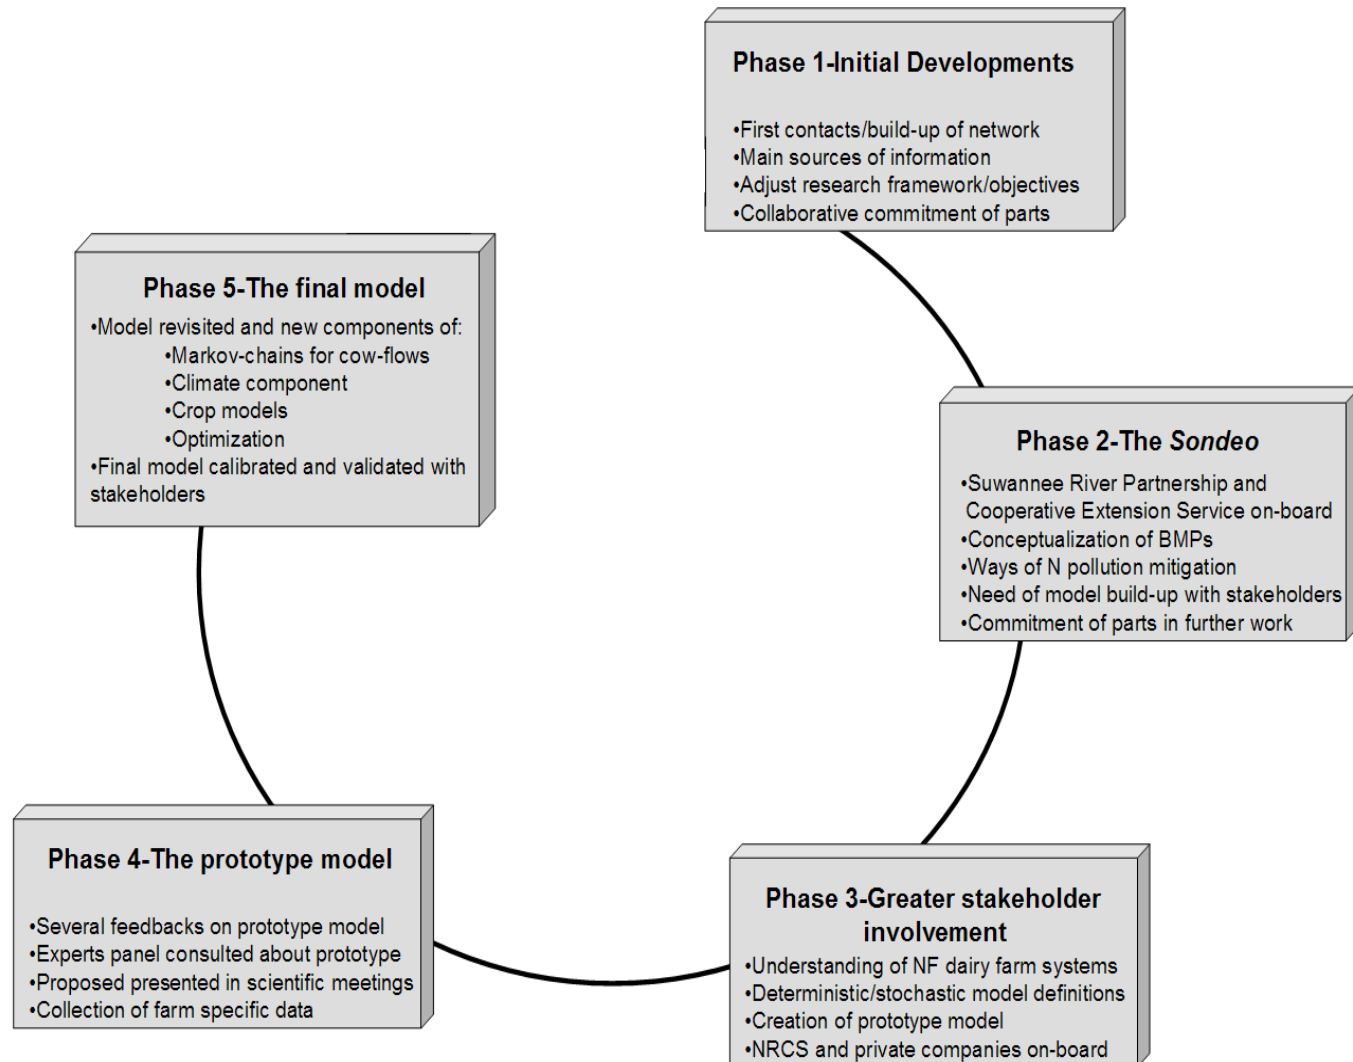 Phase 1-Initial Developments
•First contacts/build-up of network
•Main sources of information
•Adjust research framework/objectives
•Collaborative commitment of parts
Phase 2-The Sondeo
•Suwannee River Partnership and
Cooperative Extension Service on-board
•Conceptualization of BMPs
•Ways of N pollution mitigation
•Need of model build-up with stakeholders
•Commitment of parts in further work
Phase 3-Greater stakeholder
involvement
•Understanding of NF dairy farm systems
•Deterministic/stochastic model definitions
•Creation of prototype model
•NRCS and private companies on-board
Phase 4-The prototype model
•Several feedbacks on prototype model
•Experts panel consulted about prototype
•Proposed presented in scientific meetings
•Collection of farm specific data
Phase 5-The final model
•Model revisited and new components of:
•Markov-chains for cow-flows
•Climate component
•Crop models
•Optimization
•Final model calibrated and validated with
stakeholders